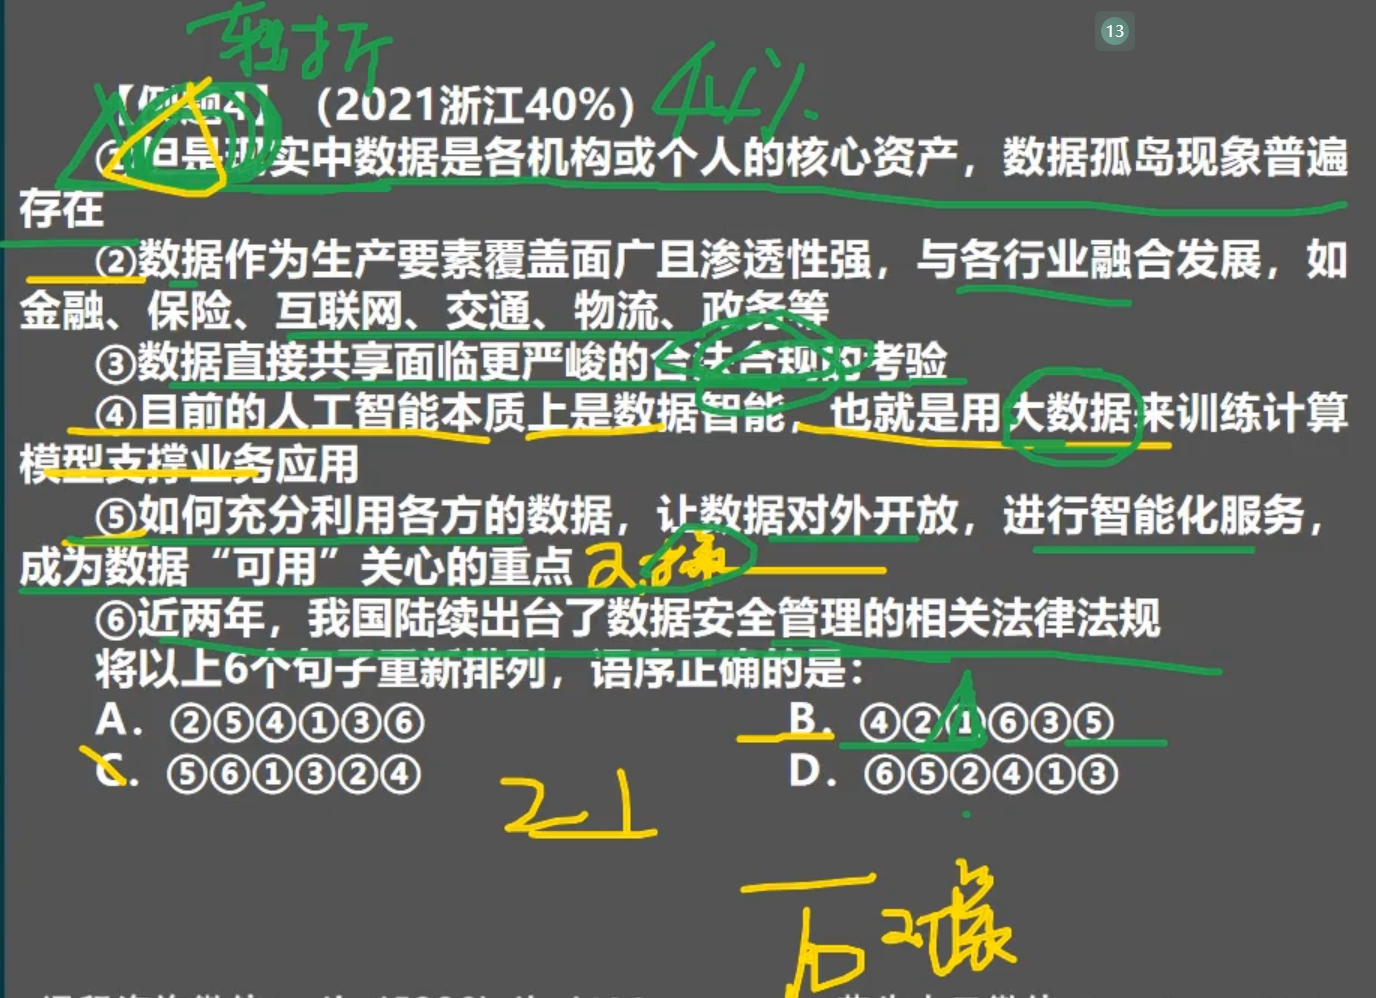 转折
13
【例题4】（2021浙江40%）
44%.
①但是现实中数据是各机构或个人的核心资产，数据孤岛现象普遍
存在
②数据作为生产要素覆盖面广且渗透性强，与各行业融合发展，如
金融、保险、互联网、交通、物流、政务等
③数据直接共享面临更严峻的合法合规的考验
④目前的人工智能本质上是数据智能，也就是用大数据来训练计算
模型支撑业务应用
⑤如何充分利用各方的数据，让数据对外开放，进行智能化服务，
成为数据“可用”关心的重点
⑥近两年，我国陆续出台了数据安全管理的相关法律法规
将以上6个句子重新排列，语序正确的是：
A．②⑤④①③⑥
B．④②①⑥③⑤
C．⑤⑥①③②④
D．⑥⑤②④①③
21